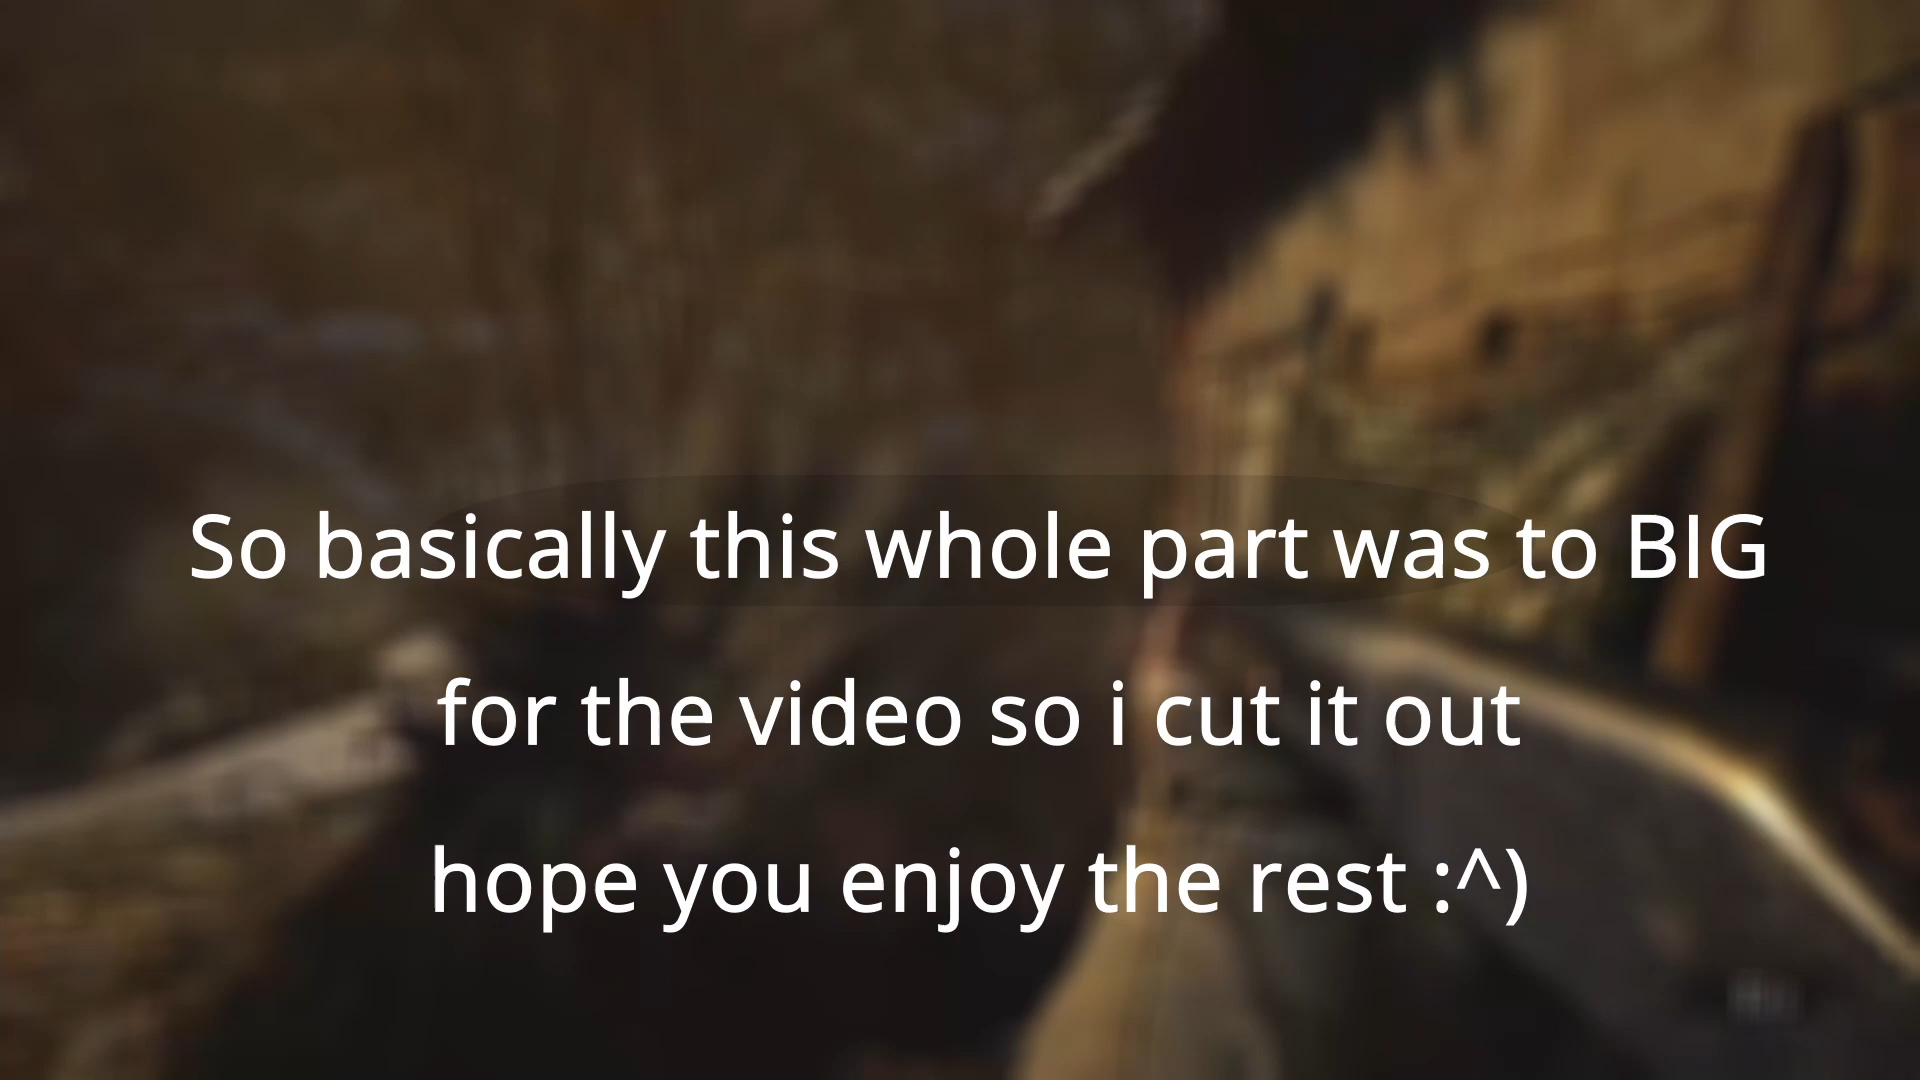 So basically this whole part was to BIG
for the video so i cut it out
hope you enjoy the rest :^)